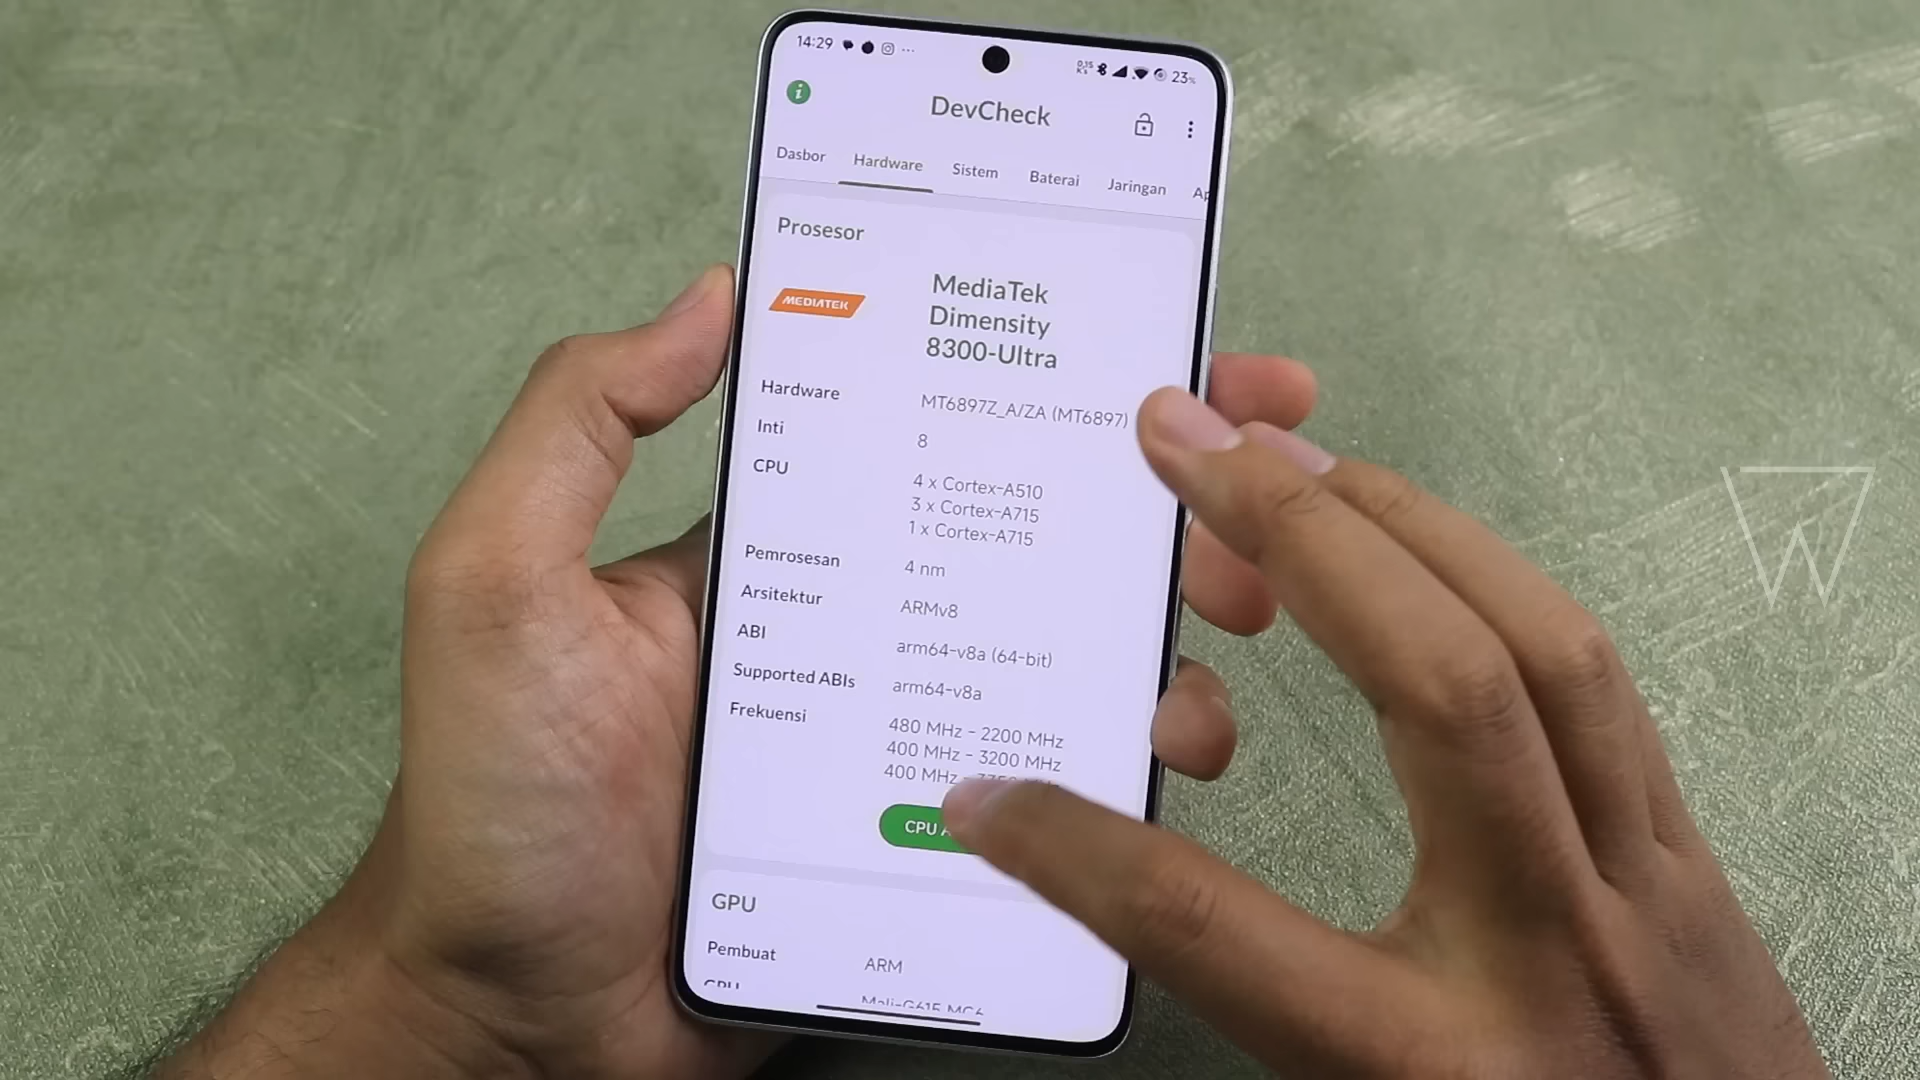 14:29
0,15
K/s
23%
DevCheck
Dasbor Hardware Sistem Baterai Jaringan
Prosesor
MEDIATEK
MediaTek
Dimensity
8300-Ultra
Hardware MT6897Z_A/ZA (MT6897)
Inti 8
CPU 4 x Cortex-A510
3 x Cortex-A715
1 x Cortex-A715
Pemrosesan 4 nm
Arsitektur ARMv8
ABI arm64-v8a (64-bit)
Supported ABIs arm64-v8a
Frekuensi 480 MHz - 2200 MHz
400 MHz - 3200 MHz
400 MHz -
CPU
GPU
Pembuat ARM
GPU